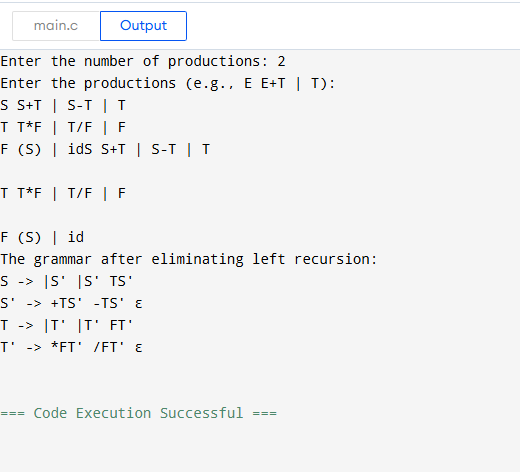 main.c Output
Enter the number of productions: 2
Enter the productions (e.g., E E+T | T):
S S+T | S-T | T
T T*F | T/F | F
F (S) | idS S+T | S-T | T
T T*F | T/F | F
F (S) | id
The grammar after eliminating left recursion:
S -> |S' |S' TS'
S' -> +TS' -TS' ε
T -> |T' |T' FT'
T' -> *FT' /FT' ε
=== Code Execution Successful ===